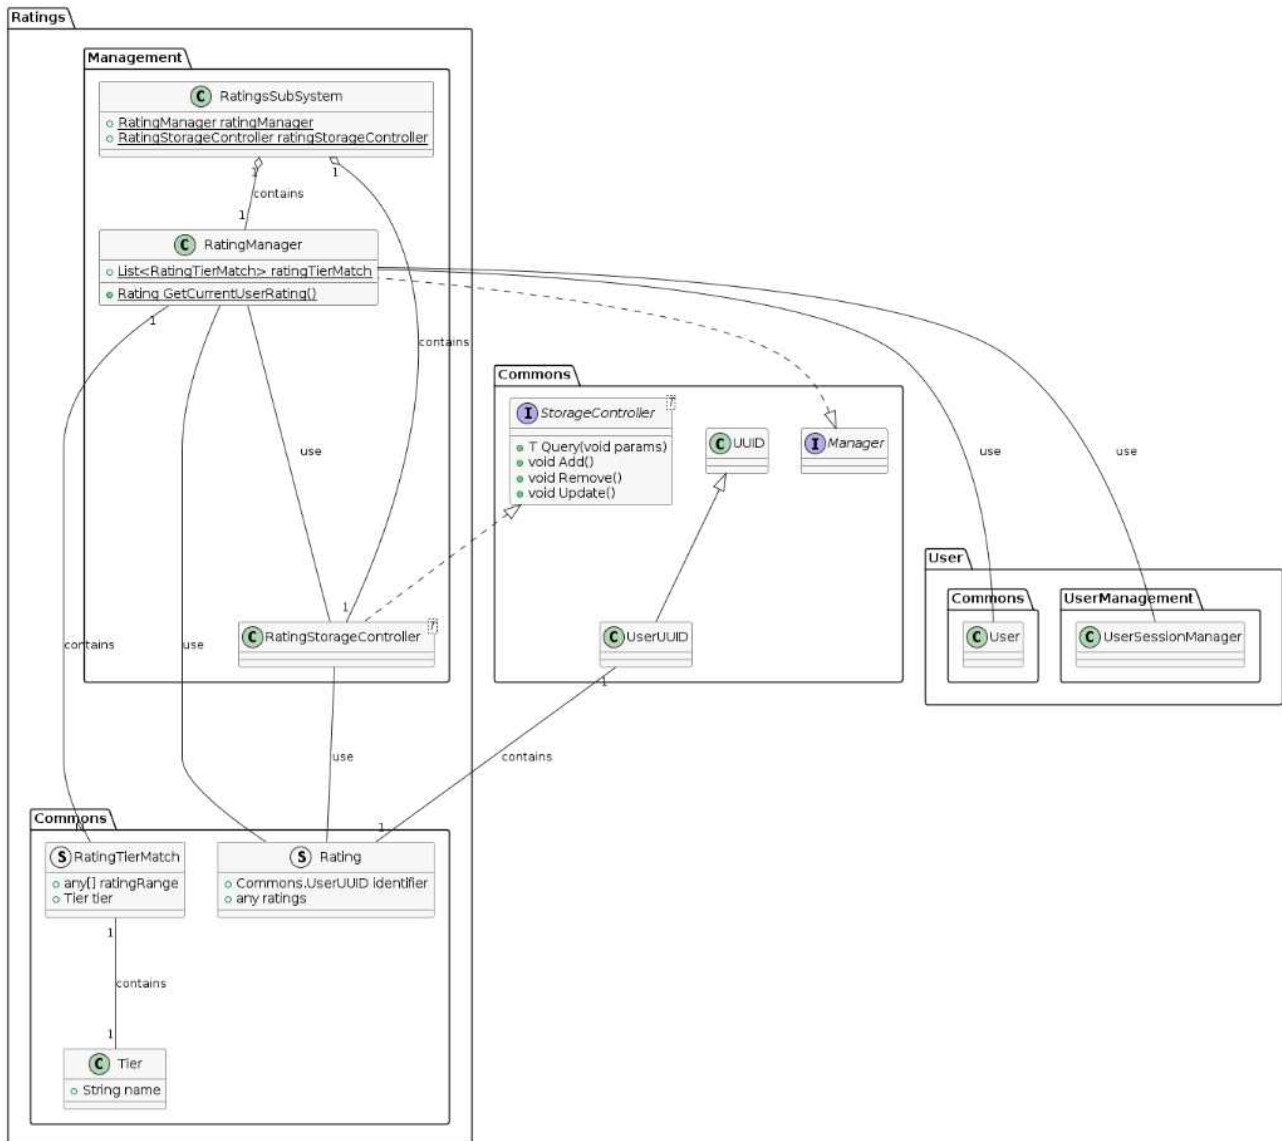 Ratings
Management
C RatingsSubSystem
RatingManager ratingManager
RatingStorageController ratingStorageController
1
1
contains
1
C RatingManager
List<RatingTierMatch> ratingTierMatch
Rating GetCurrentUserRating()
1
contains
Commons
I StorageController
T Query(void params)
void Add()
void Remove()
void Update()
C UUID
I Manager
use
use
use
User
Commons
C User
UserManagement
C UserSessionManager
1
C RatingStorageController
C UserUUID
contains
use
1
use
contains
Commons
1
S RatingTierMatch
any[] ratingRange
Tier tier
S Rating
Commons.UserUUID identifier
any ratings
1
contains
1
C Tier
String name